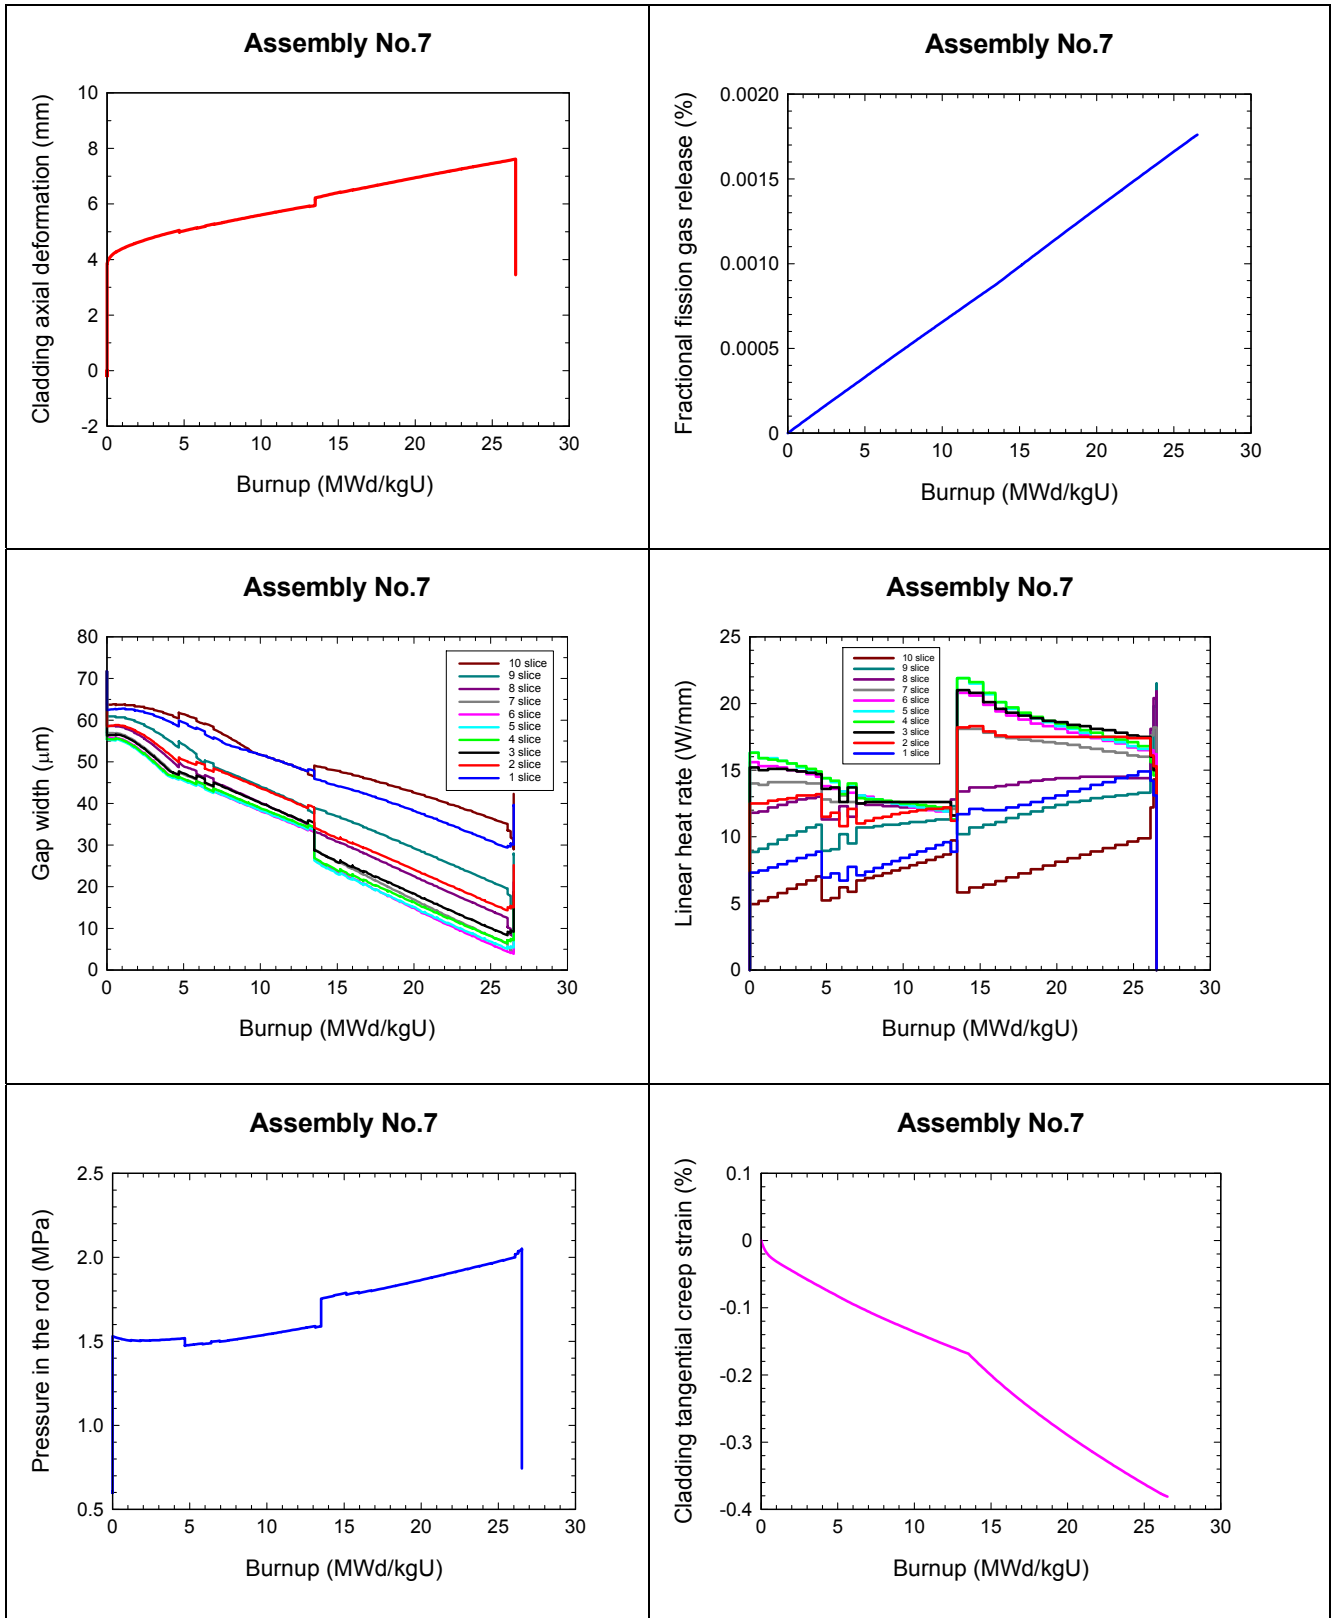 Assembly No.7
Cladding axial deformation (mm)
10
8
6
4
2
0
-2
0 5 10 15 20 25 30
Burnup (MWd/kgU)
Assembly No.7
Fractional fission gas release (%)
0.0020
0.0015
0.0010
0.0005
0
0 5 10 15 20 25 30
Burnup (MWd/kgU)
Assembly No.7
Gap width (μm)
80
70
60
50
40
30
20
10
0
10 slice
9 slice
8 slice
7 slice
6 slice
5 slice
4 slice
3 slice
2 slice
1 slice
0 5 10 15 20 25 30
Burnup (MWd/kgU)
Assembly No.7
Linear heat rate (W/mm)
25
20
15
10
5
0
10 slice
9 slice
8 slice
7 slice
6 slice
5 slice
4 slice
3 slice
2 slice
1 slice
0 5 10 15 20 25 30
Burnup (MWd/kgU)
Assembly No.7
Pressure in the rod (MPa)
2.5
2.0
1.5
1.0
0.5
0 5 10 15 20 25 30
Burnup (MWd/kgU)
Assembly No.7
Cladding tangential creep strain (%)
0.1
0
-0.1
-0.2
-0.3
-0.4
0 5 10 15 20 25 30
Burnup (MWd/kgU)